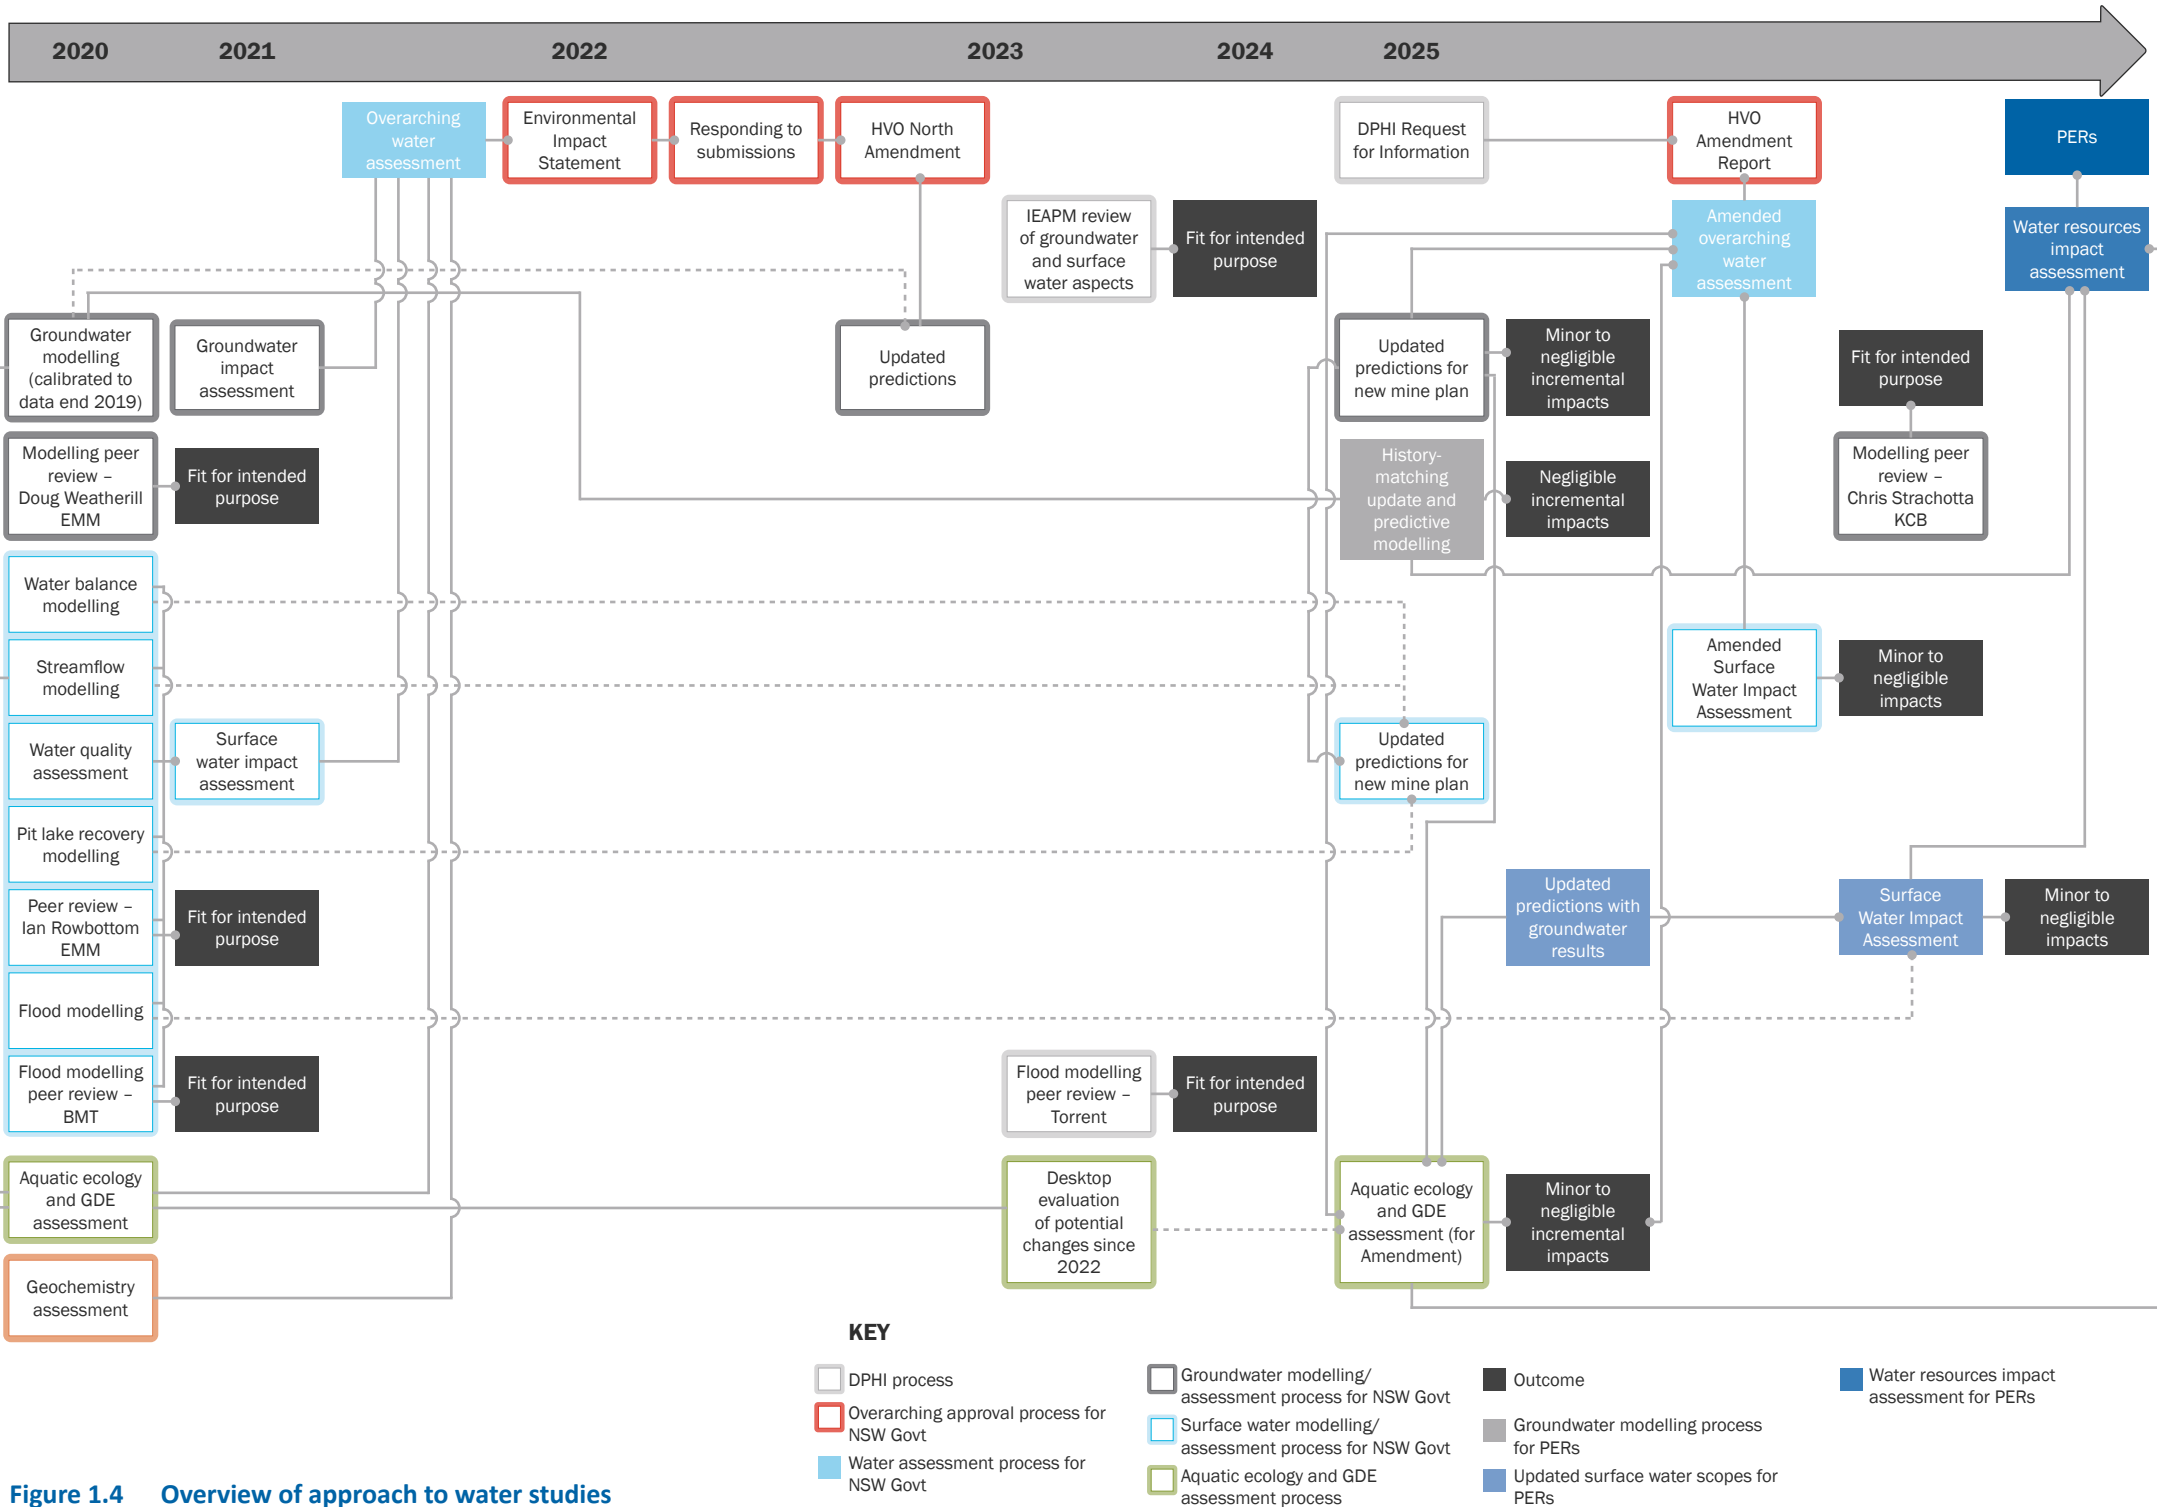 2020 2021 2022 2023 2024 2025
Overarching
water
assessment
Environmental
Impact
Statement
Responding to
submissions
HVO North
Amendment
DPHI Request
for Information
HVO
Amendment
Report
PERs
IEAPM review
of groundwater
and surface
water aspects
Fit for intended
purpose
Amended
overarching
water
assessment
Water resources
impact
assessment
Groundwater
modelling
(calibrated to
data end 2019)
Groundwater
impact
assessment
Updated
predictions
Updated
predictions for
new mine plan
Minor to
negligible
incremental
impacts
Fit for intended
purpose
Modelling peer
review –
Doug Weatherill
EMM
Fit for intended
purpose
History-
matching
update and
predictive
modelling
Negligible
incremental
impacts
Modelling peer
review –
Chris Strachotta
KCB
Water balance
modelling
Streamflow
modelling
Amended
Surface
Water Impact
Assessment
Minor to
negligible
impacts
Water quality
assessment
Surface
water impact
assessment
Updated
predictions for
new mine plan
Pit lake recovery
modelling
Peer review –
Ian Rowbottom
EMM
Fit for intended
purpose
Updated
predictions with
groundwater
results
Surface
Water Impact
Assessment
Minor to
negligible
impacts
Flood modelling
Flood modelling
peer review –
BMT
Fit for intended
purpose
Flood modelling
peer review –
Torrent
Fit for intended
purpose
Aquatic ecology
and GDE
assessment
Desktop
evaluation
of potential
changes since
2022
Aquatic ecology
and GDE
assessment (for
Amendment)
Minor to
negligible
incremental
impacts
Geochemistry
assessment
KEY
DPHI process
Overarching approval process for
NSW Govt
Water assessment process for
NSW Govt
Groundwater modelling/
assessment process for NSW Govt
Surface water modelling/
assessment process for NSW Govt
Aquatic ecology and GDE
assessment process
Outcome
Groundwater modelling process
for PERs
Updated surface water scopes for
PERs
Water resources impact
assessment for PERs
Figure 1.4 Overview of approach to water studies